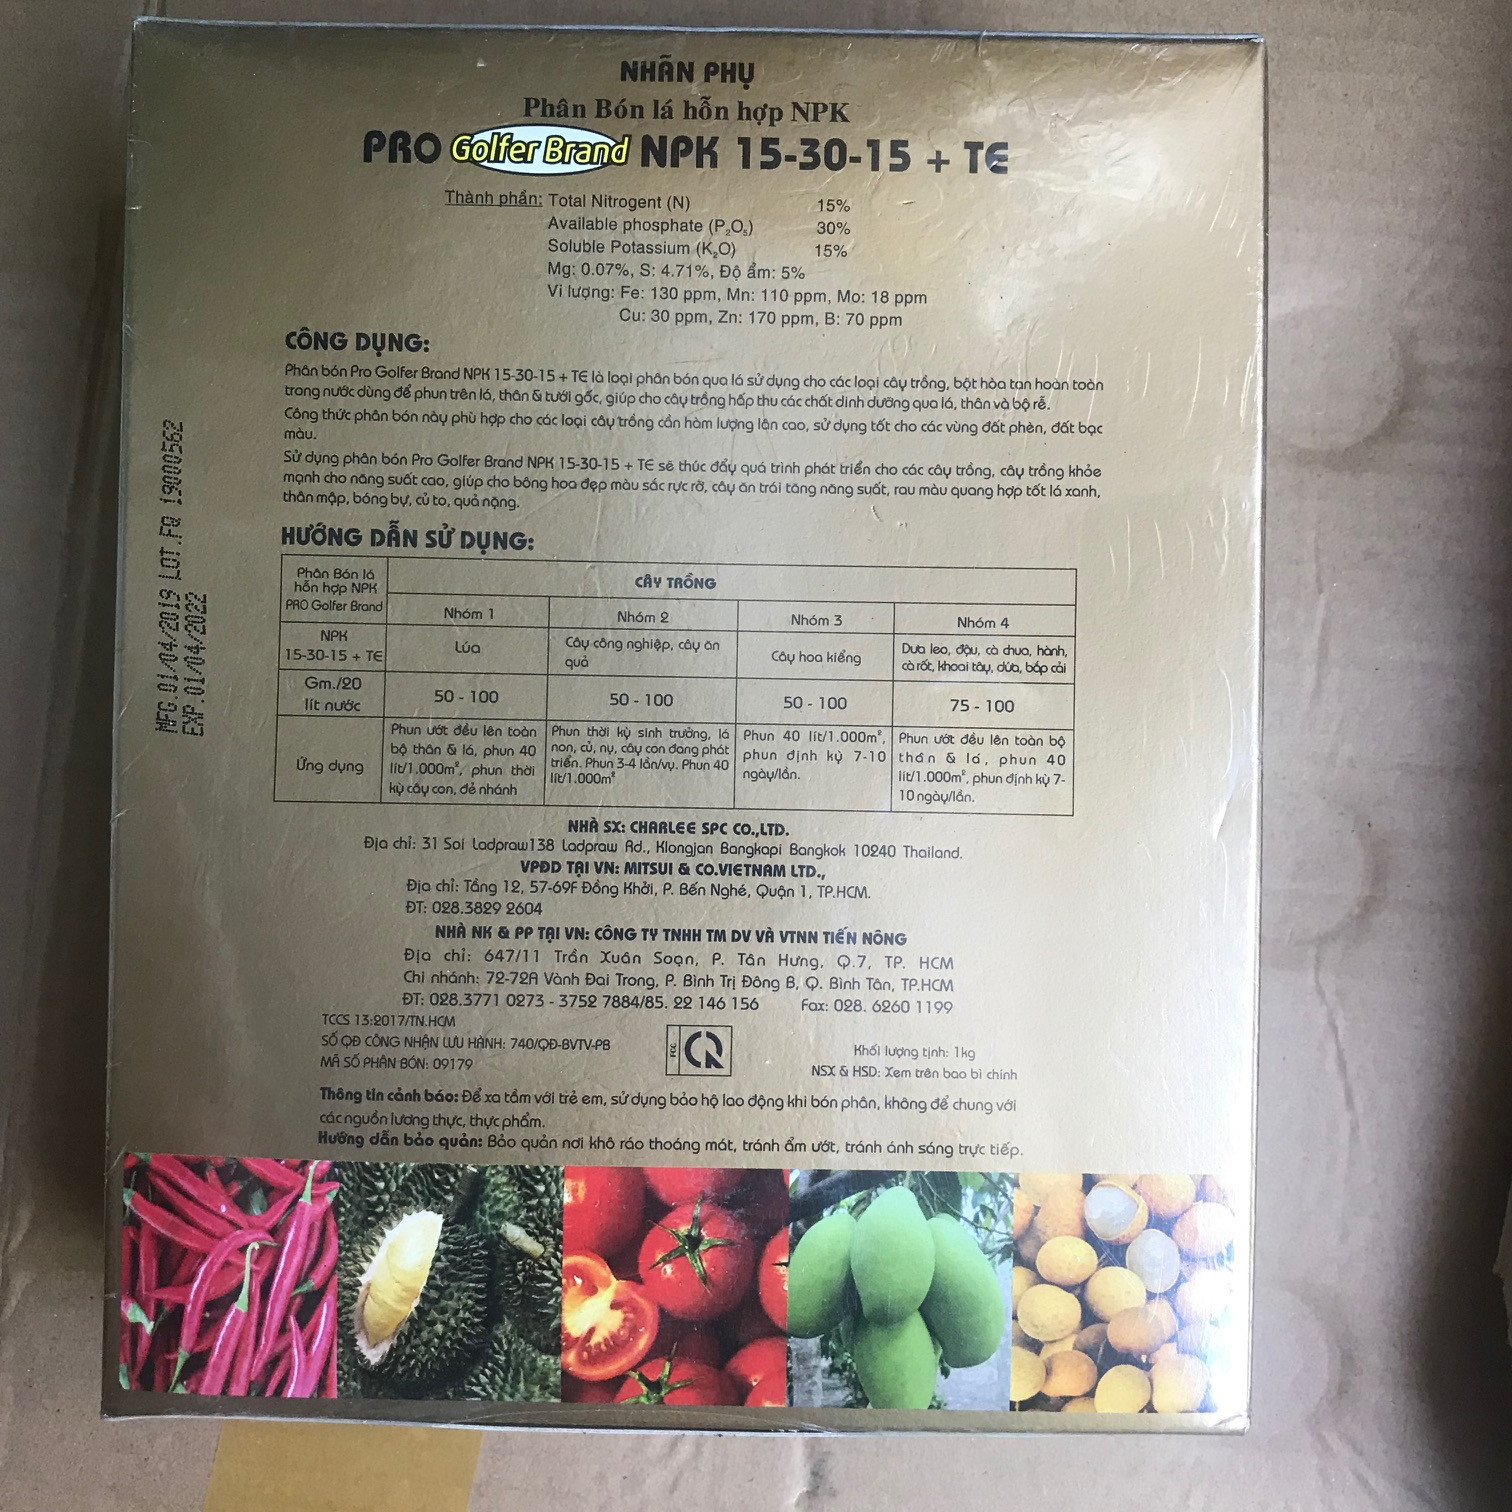 NHÃN PHỤ
Phân Bón lá hỗn hợp NPK
PRO Golfer Brand NPK 15-30-15 + TE
Thành phần: Total Nitrogent (N) 15%
Available phosphate (P₂O₅) 30%
Soluble Potassium (K₂O) 15%
Mg: 0.07%, S: 4.71%, Độ ẩm: 5%
Vi lượng: Fe: 130 ppm, Mn: 110 ppm, Mo: 18 ppm
Cu: 30 ppm, Zn: 170 ppm, B: 70 ppm
CÔNG DỤNG:
Phân bón Pro Golfer Brand NPK 15-30-15 + TE là loại phân bón qua lá sử dụng cho các loại cây trồng, bột hòa tan hoàn toàn
trong nước dùng để phun trên lá, thân & tưới gốc, giúp cho cây trồng hấp thu các chất dinh dưỡng qua lá, thân và bộ rễ.
Công thức phân bón này phù hợp cho các loại cây trồng cần hàm lượng lân cao, sử dụng tốt cho các vùng đất phèn, đất bạc
màu.
Sử dụng phân bón Pro Golfer Brand NPK 15-30-15 + TE sẽ thúc đẩy quá trình phát triển cho các cây trồng, cây trồng khỏe
mạnh cho năng suất cao, giúp cho bông hoa đẹp màu sắc rực rỡ, cây ăn trái tăng năng suất, rau màu quang hợp tốt lá xanh,
thân mập, bóng bự, củ to, quả nặng.
HƯỚNG DẪN SỬ DỤNG:
Phân Bón lá
hỗn hợp NPK
PRO Golfer Brand
CÂY TRỒNG
Nhóm 1
Nhóm 2
Nhóm 3
Nhóm 4
NPK
15-30-15 + TE
Lúa
Cây công nghiệp, cây ăn
quả
Cây hoa kiểng
Dưa leo, đậu, cà chua, hành,
cà rốt, khoai tây, dứa, bắp cải
Gm./20
lít nước
50 - 100
50 - 100
50 - 100
75 - 100
Ứng dụng
Phun ướt đều lên toàn
bộ thân & lá, phun 40
lít/1.000m², phun thời
kỳ cây con, đẻ nhánh
Phun thời kỳ sinh trưởng, lá
non, củ, nụ, cây con đang phát
triển. Phun 3-4 lần/vụ. Phun 40
lít/1.000m²
Phun 40 lít/1.000m²,
phun định kỳ 7-10
ngày/lần.
Phun ướt đều lên toàn bộ
thân & lá, phun 40
lít/1.000m², phun định kỳ 7-
10 ngày/lần.
NHÀ SX: CHARLEE SPC CO.,LTD.
Địa chỉ: 31 Soi Ladpraw138 Ladpraw Rd., Klongjan Bangkapi Bangkok 10240 Thailand.
VPĐD TẠI VN: MITSUI & CO.VIETNAM LTD.,
Địa chỉ: Tầng 12, 57-69F Đồng Khởi, P. Bến Nghé, Quận 1, TP.HCM.
ĐT: 028.3829 2604
NHÀ NK & PP TẠI VN: CÔNG TY TNHH TM DV VÀ VTNN TIẾN NÔNG
Địa chỉ: 647/11 Trần Xuân Soạn, P. Tân Hưng, Q.7, TP. HCM
Chi nhánh: 72-72A Vành Đai Trong, P. Bình Trị Đông B, Q. Bình Tân, TP.HCM
ĐT: 028.3771 0273 - 3752 7884/85. 22 146 156 Fax: 028. 6260 1199
TCCS 13:2017/TN.HCM
SỐ QĐ CÔNG NHẬN LƯU HÀNH: 740/QĐ-BVTV-PB
MÃ SỐ PHÂN BÓN: 09179
FCC
Khối lượng tịnh: 1kg
NSX & HSD: Xem trên bao bì chính
Thông tin cảnh báo: Để xa tầm với trẻ em, sử dụng bảo hộ lao động khi bón phân, không để chung với
các nguồn lương thực, thực phẩm.
Hướng dẫn bảo quản: Bảo quản nơi khô ráo thoáng mát, tránh ẩm ướt, tránh ánh sáng trực tiếp.
MFG.01/04/2019 LOT.FQ 19000562
EXP.01/04/2022